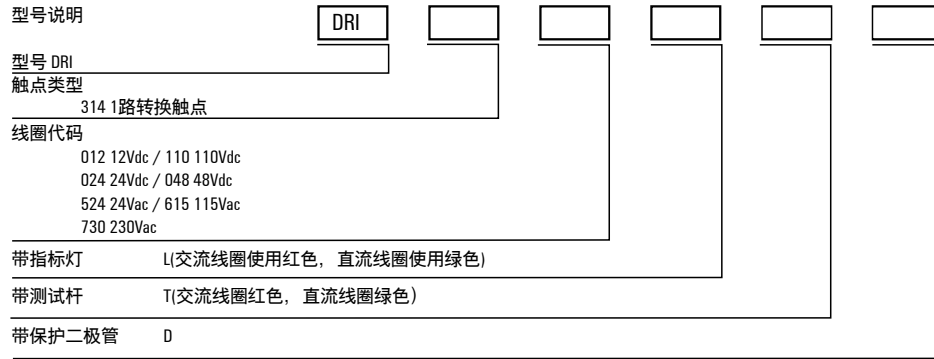 型号说明
DRI
型号 DRI
触点类型
314 1路转换触点
线圈代码
012 12Vdc / 110 110Vdc
024 24Vdc / 048 48Vdc
524 24Vac / 615 115Vac
730 230Vac
带指标灯 L(交流线圈使用红色，直流线圈使用绿色)
带测试杆 T(交流线圈红色，直流线圈绿色）
带保护二极管 D